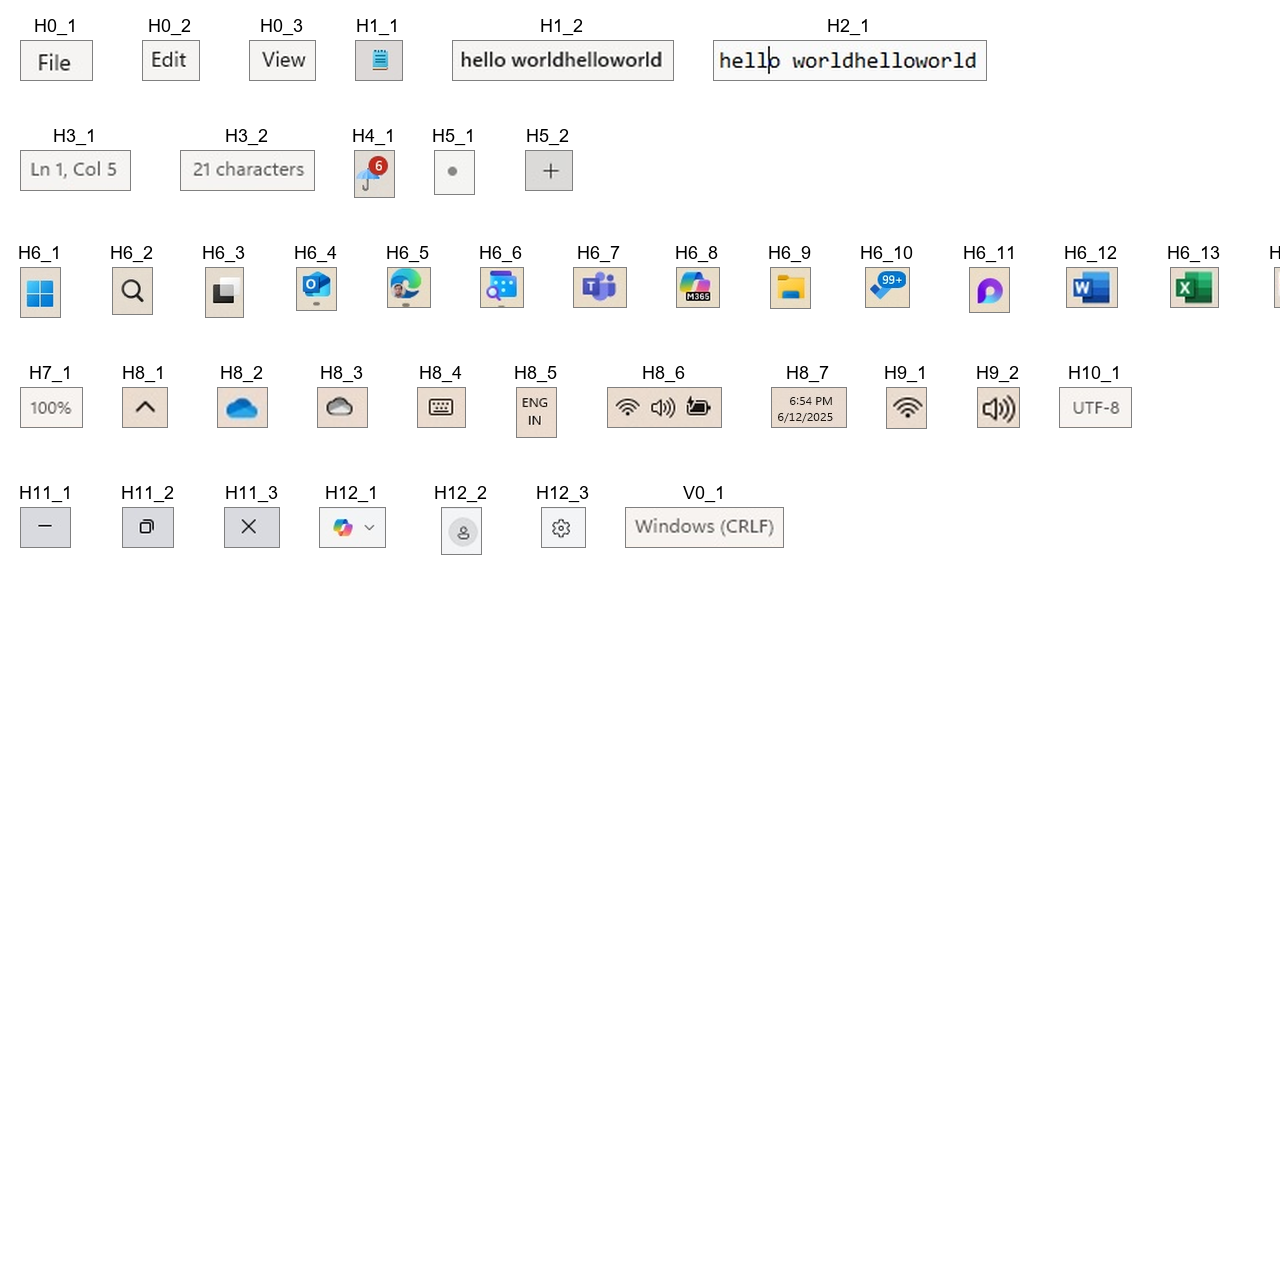 H0_1 H0_2 H0_3 H1_1 H1_2 H2_1
File Edit View hello worldhelloworld hello worldhelloworld
H3_1 H3_2 H4_1 H5_1 H5_2
Ln 1, Col 5 21 characters 6 +
H6_1 H6_2 H6_3 H6_4 H6_5 H6_6 H6_7 H6_8 H6_9 H6_10 H6_11 H6_12 H6_13 H
O T M365 99+ W X
H7_1 H8_1 H8_2 H8_3 H8_4 H8_5 H8_6 H8_7 H9_1 H9_2 H10_1
100% ENG 6:54 PM UTF-8
IN 6/12/2025
H11_1 H11_2 H11_3 H12_1 H12_2 H12_3 V0_1
Windows (CRLF)